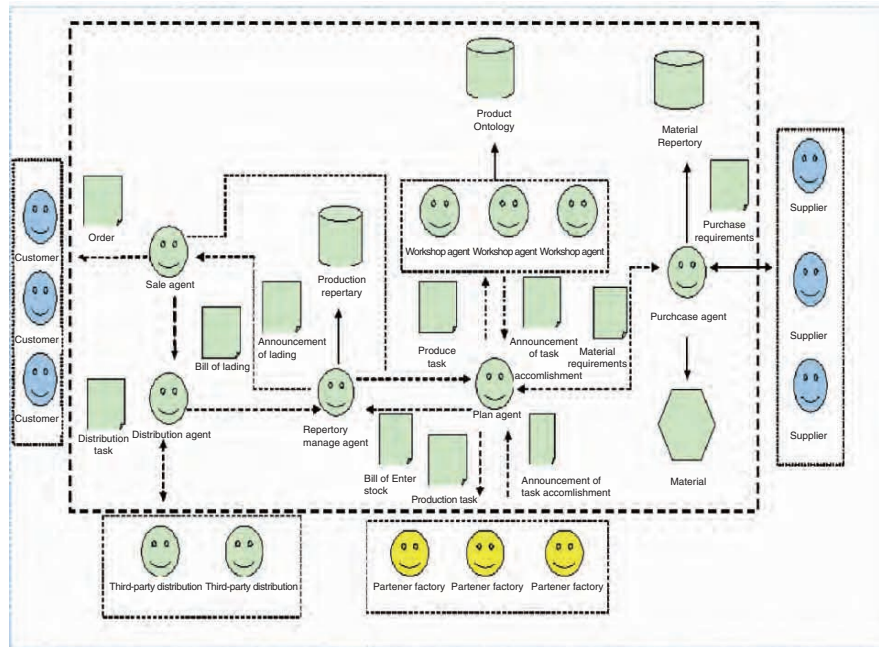 Product
Ontology
Material
Repertory
Order
Customer
Customer
Customer
Sale agent
Production
repertary
Workshop agent
Workshop agent
Workshop agent
Purchase
requirements
Supplier
Supplier
Supplier
Purchcase agent
Bill of lading
Announcement
of lading
Produce
task
Announcement
of task
accomlishment
Material
requirements
Distribution
task
Distribution agent
Repertory
manage agent
Plan agent
Bill of Enter
stock
Production task
Announcement of
task accomlishment
Material
Third-party distribution
Third-party distribution
Partener factory
Partener factory
Partener factory